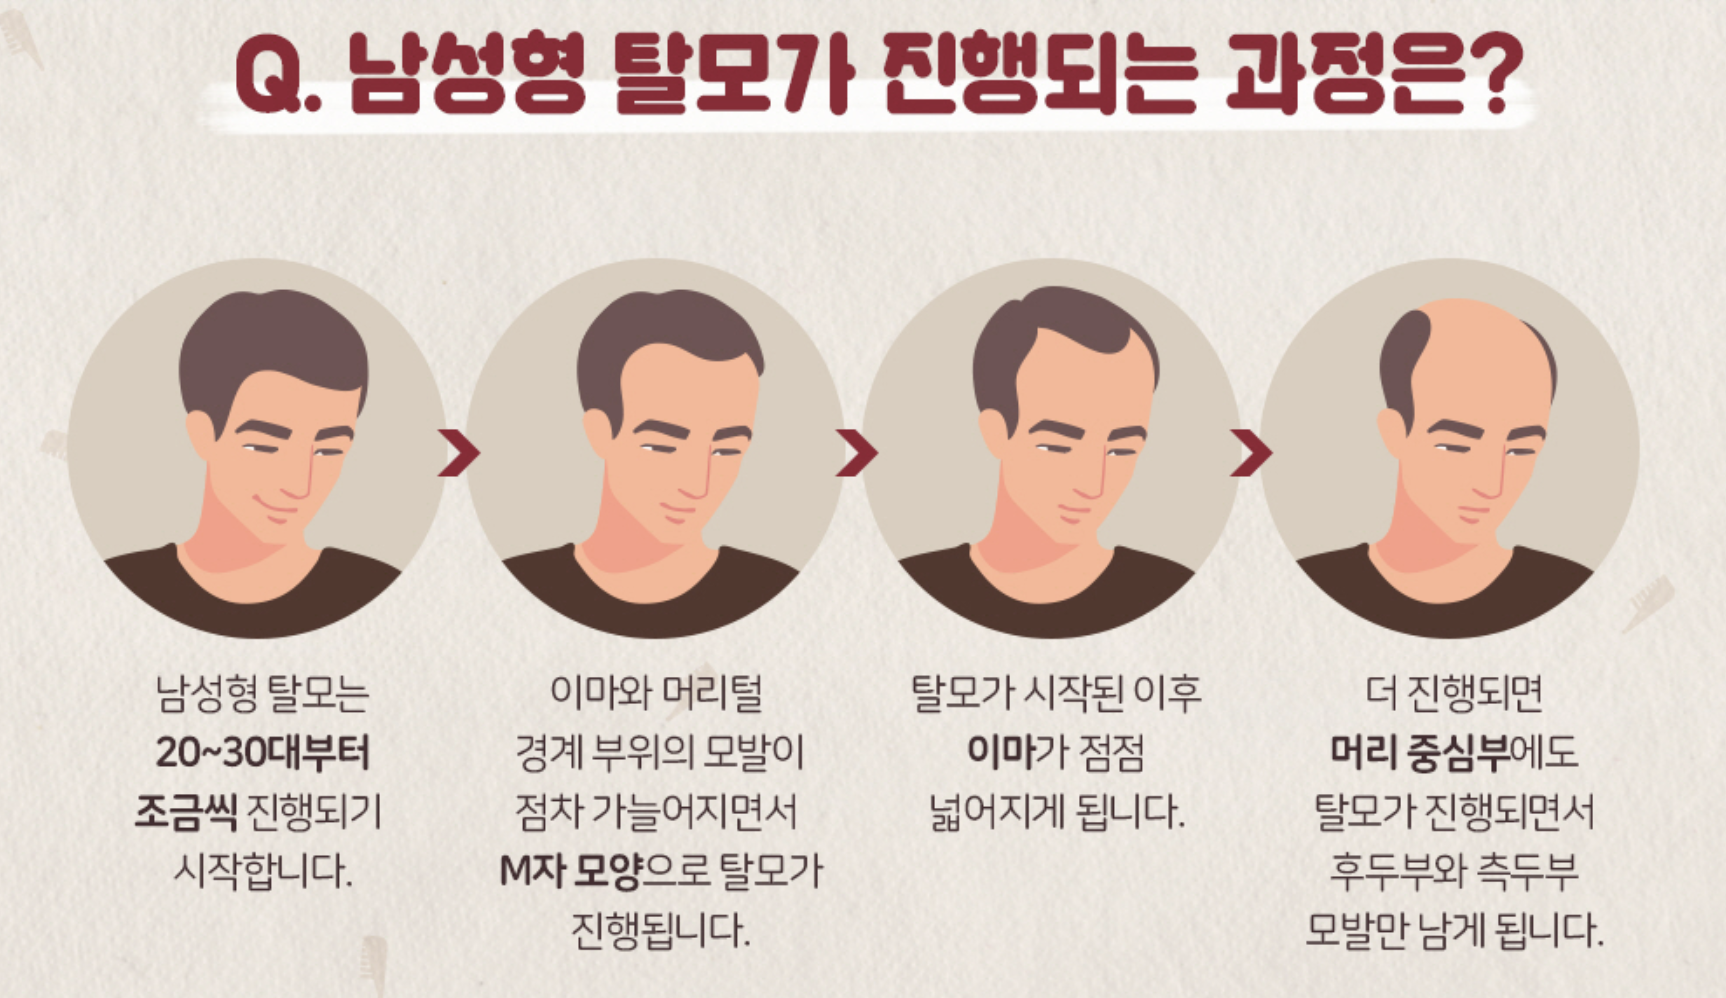 Q. 남성형 탈모가 진행되는 과정은?
남성형 탈모는
20~30대부터
조금씩 진행되기
시작합니다.
이마와 머리털
경계 부위의 모발이
점차 가늘어지면서
M자 모양으로 탈모가
진행됩니다.
탈모가 시작된 이후
이마가 점점
넓어지게 됩니다.
더 진행되면
머리 중심부에도
탈모가 진행되면서
후두부와 측두부
모발만 남게 됩니다.